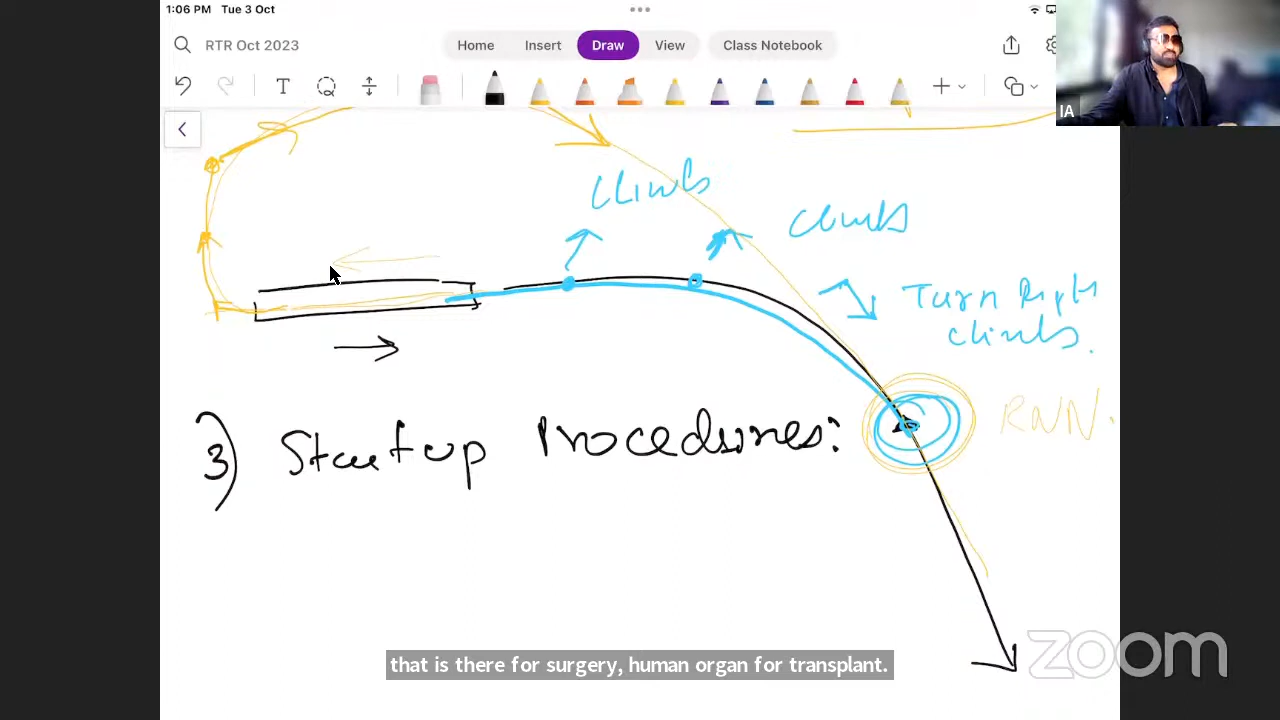 1:06 PM Tue 3 Oct
RTR Oct 2023
Home Insert Draw View Class Notebook
IA
Climb
Climb
Turn Right
Climb.
RNN.
3) Startup Procedures:
zoom
that is there for surgery, human organ for transplant.